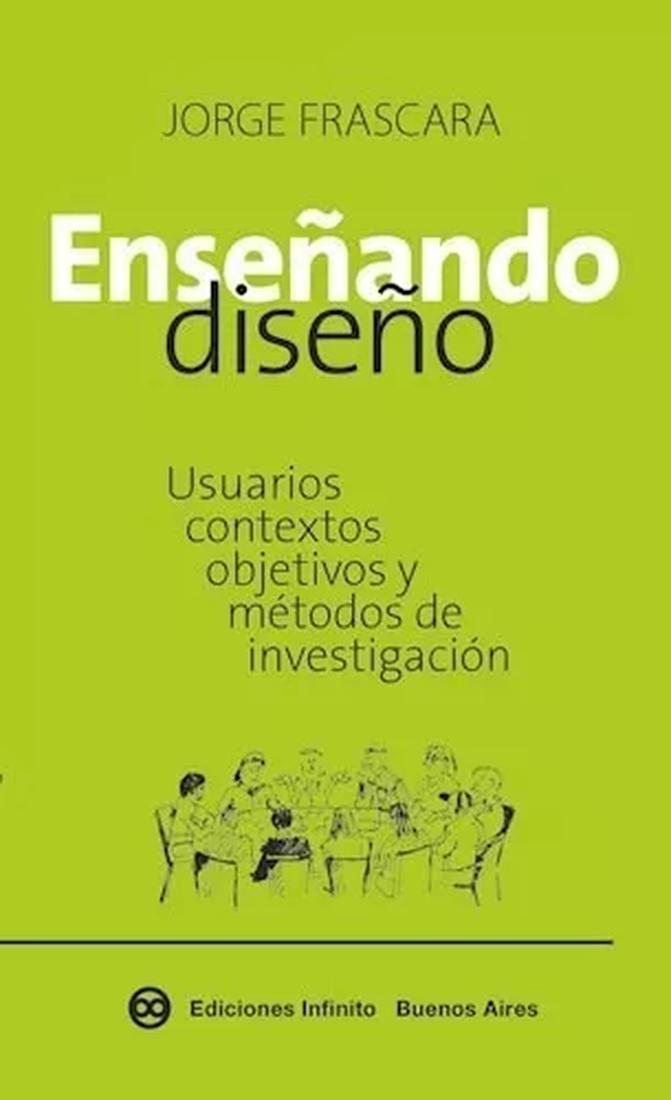 JORGE FRASCARA
Enseñando
diseño
Usuarios
contextos
objetivos y
métodos de
investigación
Ediciones Infinito Buenos Aires